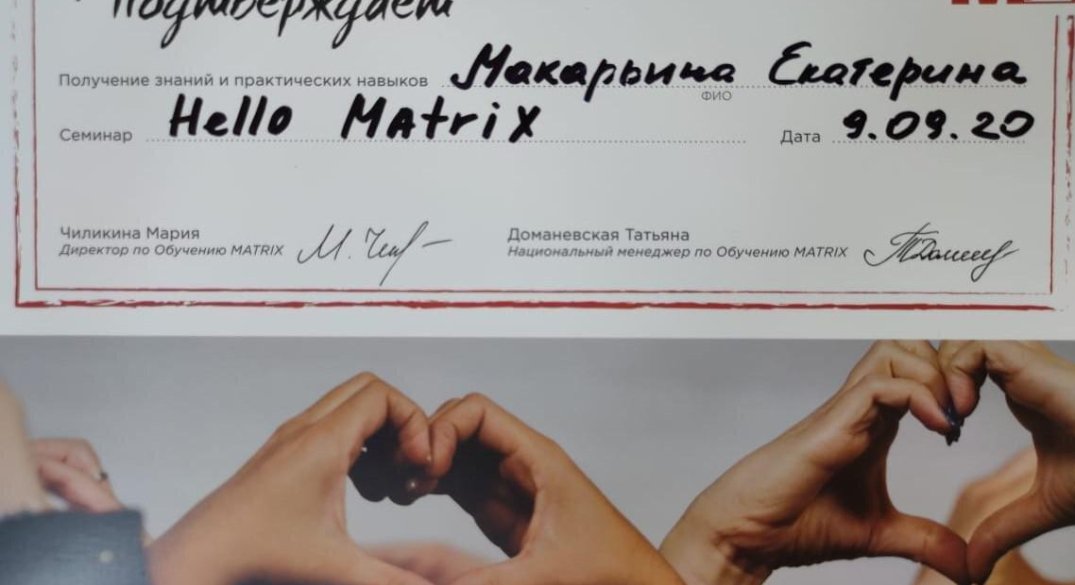 Подтверждает
Получение знаний и практических навыков Макарьина Екатерина
ФИО
Семинар Hello MAtriX Дата 9.09.20
Чиликина Мария
Директор по Обучению MATRIX
Доманевская Татьяна
Национальный менеджер по Обучению MATRIX